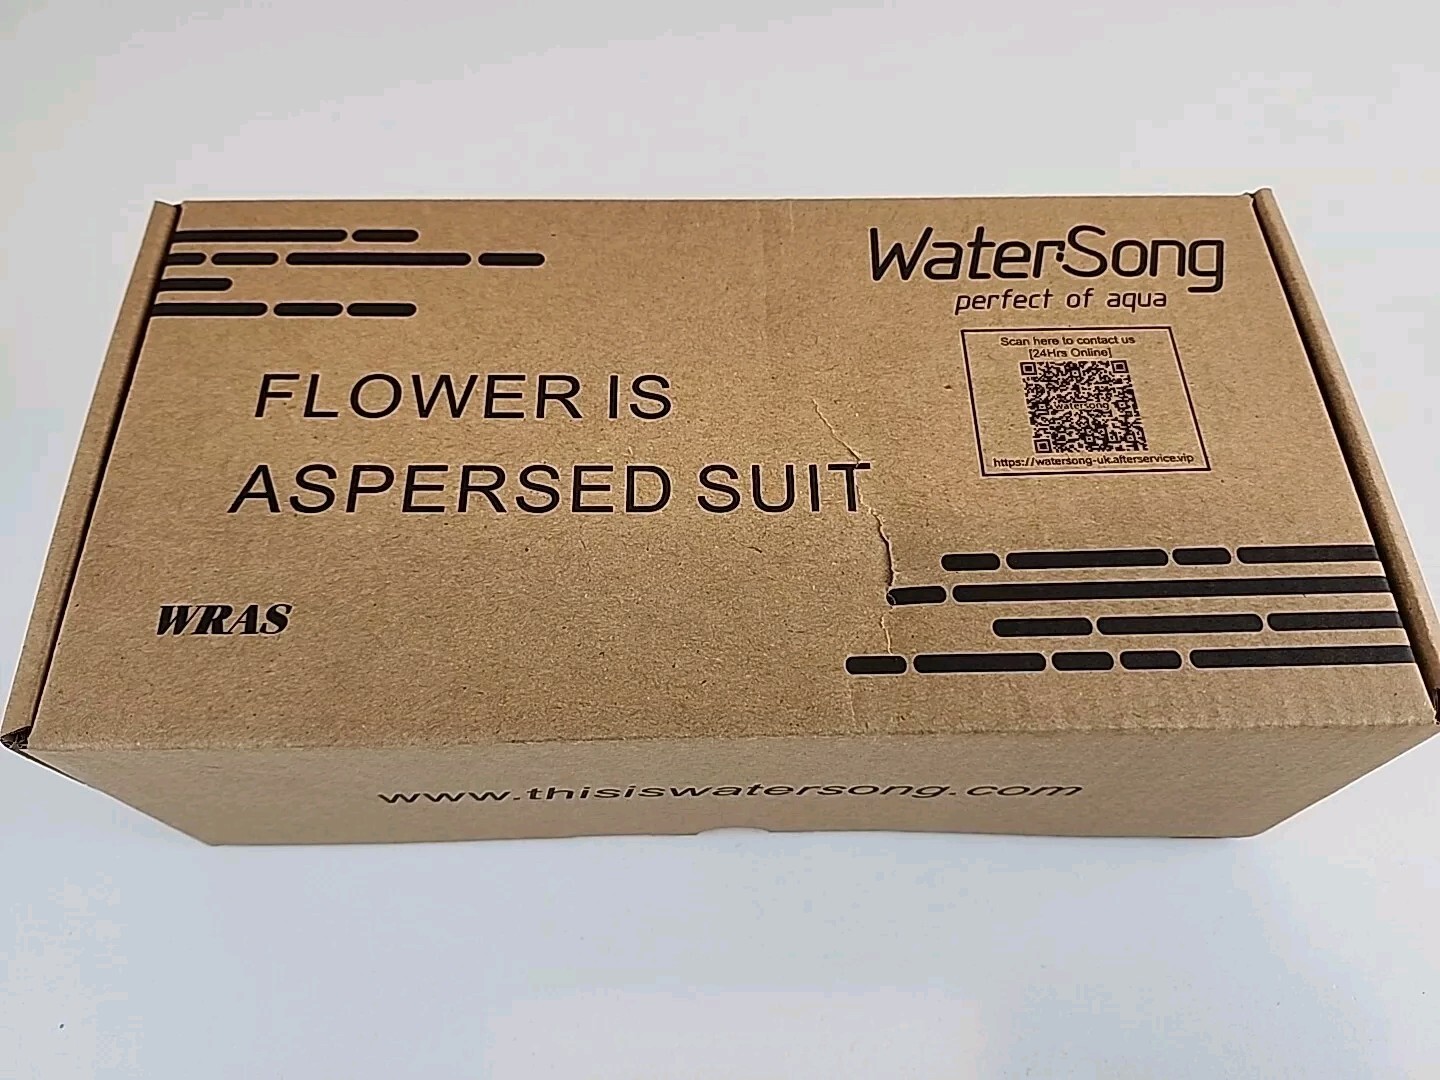 WaterSong
perfect of aqua
Scan here to contact us
[24Hrs Online]
watersong
https://watersong-uk.afterservice.vip
FLOWER IS
ASPERSED SUIT
WRAS
www.thisiswatersong.com